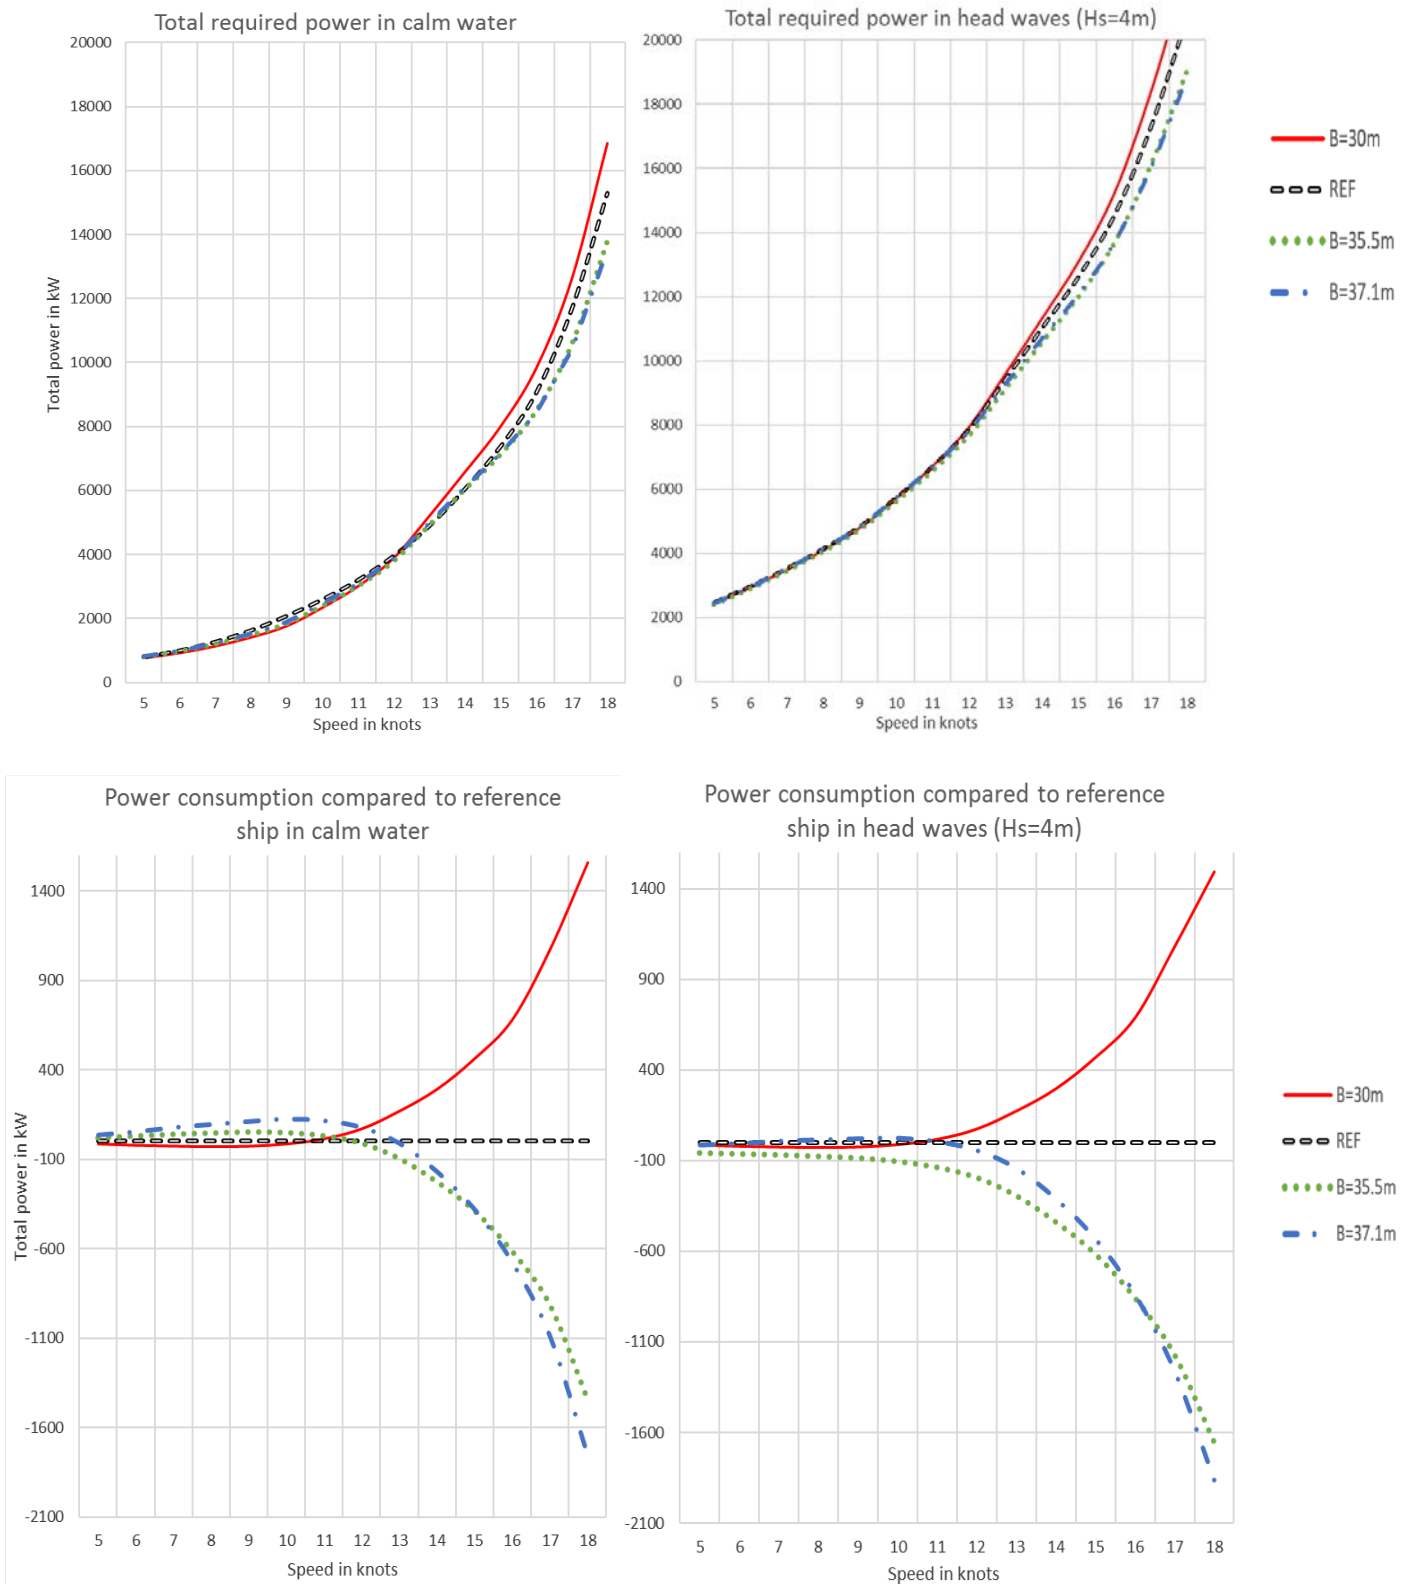 Total required power in calm water
20000
18000
16000
14000
12000
10000
8000
6000
4000
2000
0
Total power in kW
5 6 7 8 9 10 11 12 13 14 15 16 17 18
Speed in knots
Total required power in head waves (Hs=4m)
20000
18000
16000
14000
12000
10000
8000
6000
4000
2000
0
5 6 7 8 9 10 11 12 13 14 15 16 17 18
Speed in knots
B=30m
REF
B=35.5m
B=37.1m
Power consumption compared to reference
ship in calm water
1400
900
400
-100
-600
-1100
-1600
-2100
Total power in kW
5 6 7 8 9 10 11 12 13 14 15 16 17 18
Speed in knots
Power consumption compared to reference
ship in head waves (Hs=4m)
1400
900
400
-100
-600
-1100
-1600
-2100
5 6 7 8 9 10 11 12 13 14 15 16 17 18
Speed in knots
B=30m
REF
B=35.5m
B=37.1m